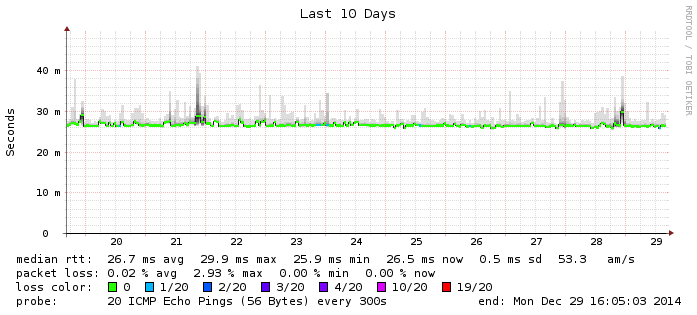 Last 10 Days
RRDTOOL / TOBI OETIKER
Seconds
40 m
30 m
20 m
10 m
0
20 21 22 23 24 25 26 27 28 29
median rtt: 26.7 ms avg 29.9 ms max 25.9 ms min 26.5 ms now 0.5 ms sd 53.3 am/s
packet loss: 0.02 % avg 2.93 % max 0.00 % min 0.00 % now
loss color: 0 1/20 2/20 3/20 4/20 10/20 19/20
probe: 20 ICMP Echo Pings (56 Bytes) every 300s end: Mon Dec 29 16:05:03 2014